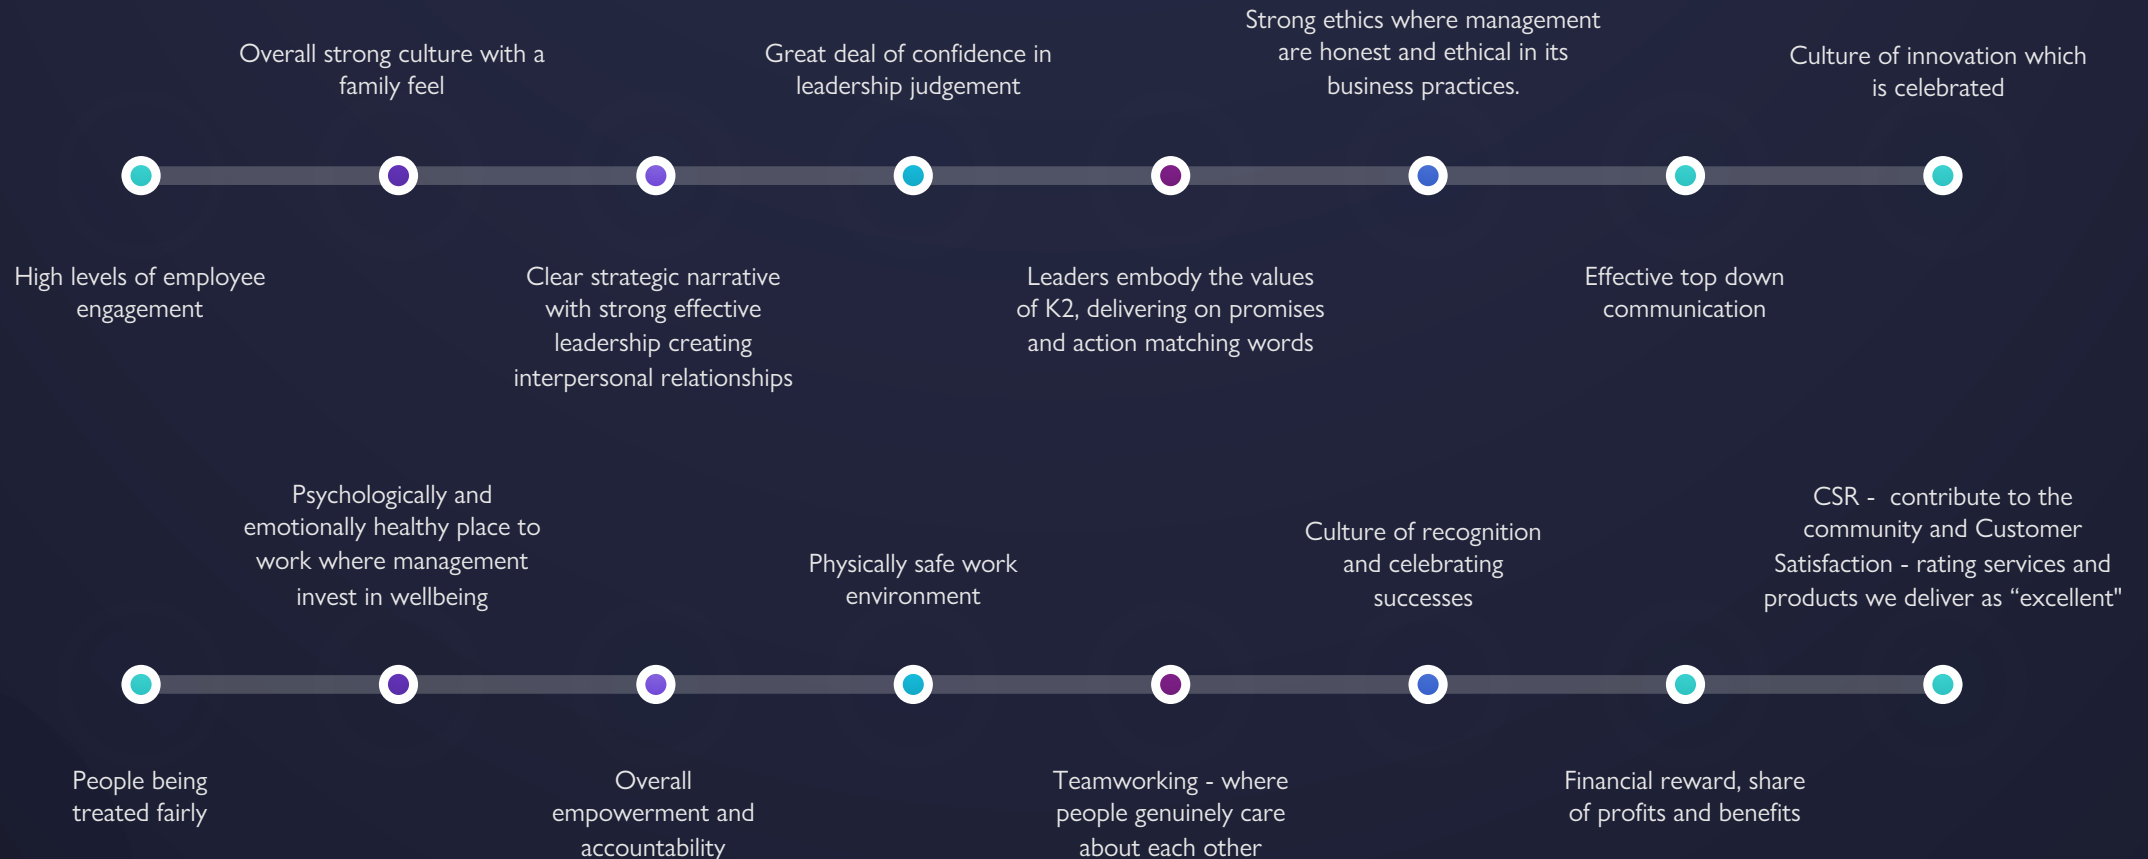 High levels of employee
engagement
Overall strong culture with a
family feel
Clear strategic narrative
with strong effective
leadership creating
interpersonal relationships
Great deal of confidence in
leadership judgement
Leaders embody the values
of K2, delivering on promises
and action matching words
Strong ethics where management
are honest and ethical in its
business practices.
Effective top down
communication
Culture of innovation which
is celebrated
People being
treated fairly
Psychologically and
emotionally healthy place to
work where management
invest in wellbeing
Overall
empowerment and
accountability
Physically safe work
environment
Teamworking - where
people genuinely care
about each other
Culture of recognition
and celebrating
successes
Financial reward, share
of profits and benefits
CSR -  contribute to the
community and Customer
Satisfaction - rating services and
products we deliver as “excellent"